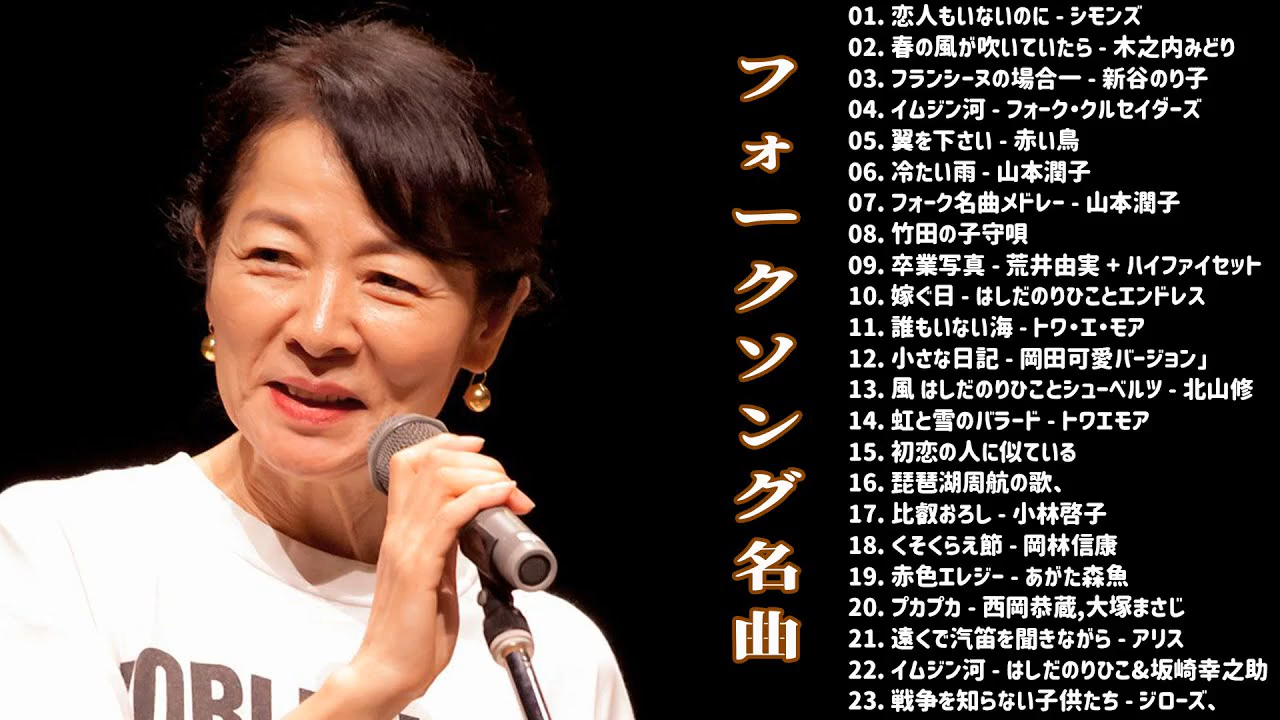 フォークソング名曲
01. 恋人もいないのに - シモンズ
02. 春の風が吹いていたら - 木之内みどり
03. フランシーヌの場合一 - 新谷のり子
04. イムジン河 - フォーク・クルセイダーズ
05. 翼を下さい - 赤い鳥
06. 冷たい雨 - 山本潤子
07. フォーク名曲メドレー - 山本潤子
08. 竹田の子守唄
09. 卒業写真 - 荒井由実 + ハイファイセット
10. 嫁ぐ日 - はしだのりひことエンドレス
11. 誰もいない海 - トワ・エ・モア
12. 小さな日記 - 岡田可愛バージョン」
13. 風 はしだのりひことシューベルツ - 北山修
14. 虹と雪のバラード - トワエモア
15. 初恋の人に似ている
16. 琵琶湖周航の歌、
17. 比叡おろし - 小林啓子
18. くそくらえ節 - 岡林信康
19. 赤色エレジー - あがた森魚
20. プカプカ - 西岡恭蔵,大塚まさじ
21. 遠くで汽笛を聞きながら - アリス
22. イムジン河 - はしだのりひこ&坂崎幸之助
23. 戦争を知らない子供たち - ジローズ、